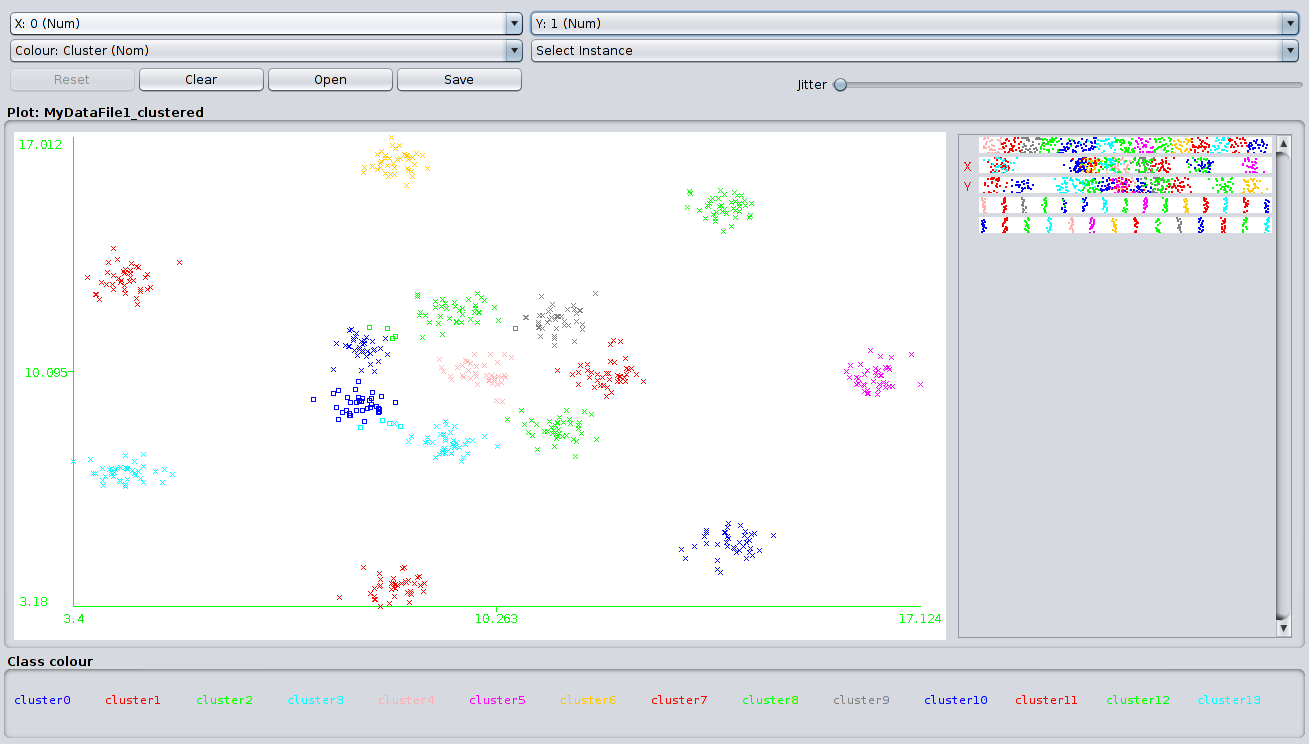 X: 0 (Num) Y: 1 (Num)
Colour: Cluster (Nom) Select Instance
Reset Clear Open Save Jitter
Plot: MyDataFile1_clustered
17.012
X
Y
10.095
3.18
3.4 10.263 17.124
Class colour
cluster0 cluster1 cluster2 cluster3 cluster4 cluster5 cluster6 cluster7 cluster8 cluster9 cluster10 cluster11 cluster12 cluster13